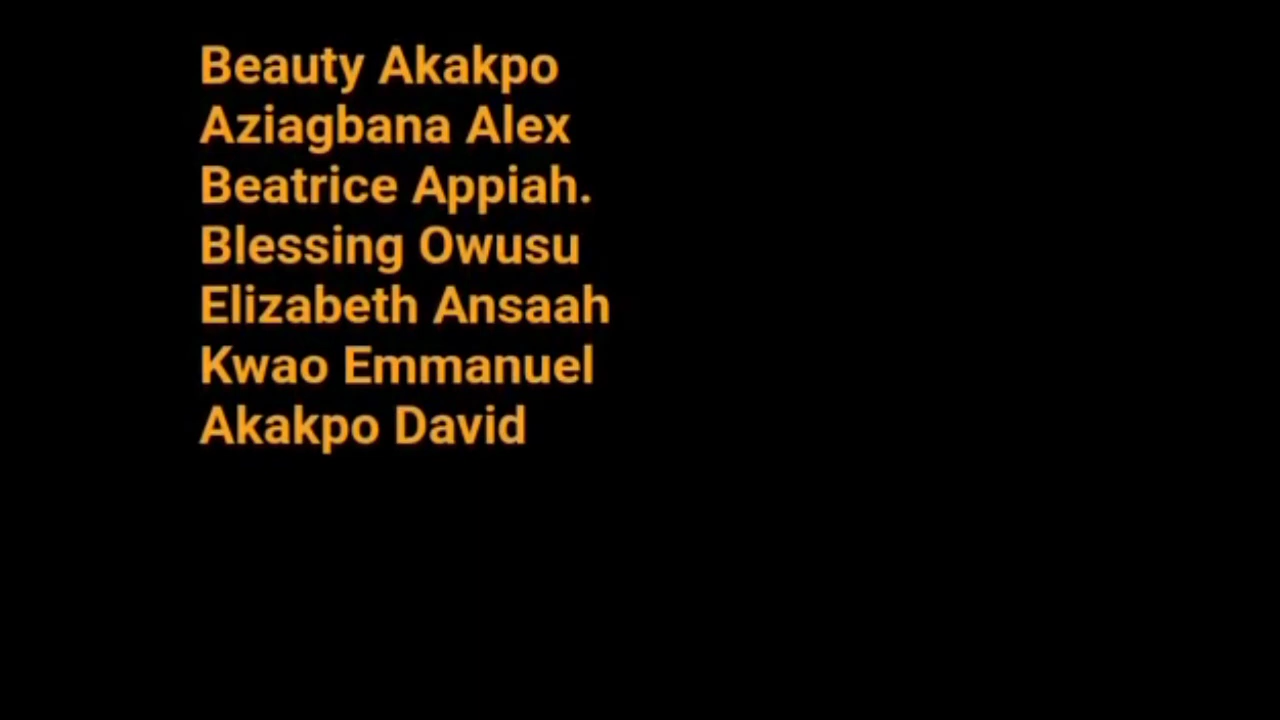 Beauty Akakpo
Aziagbana Alex
Beatrice Appiah.
Blessing Owusu
Elizabeth Ansaah
Kwao Emmanuel
Akakpo David